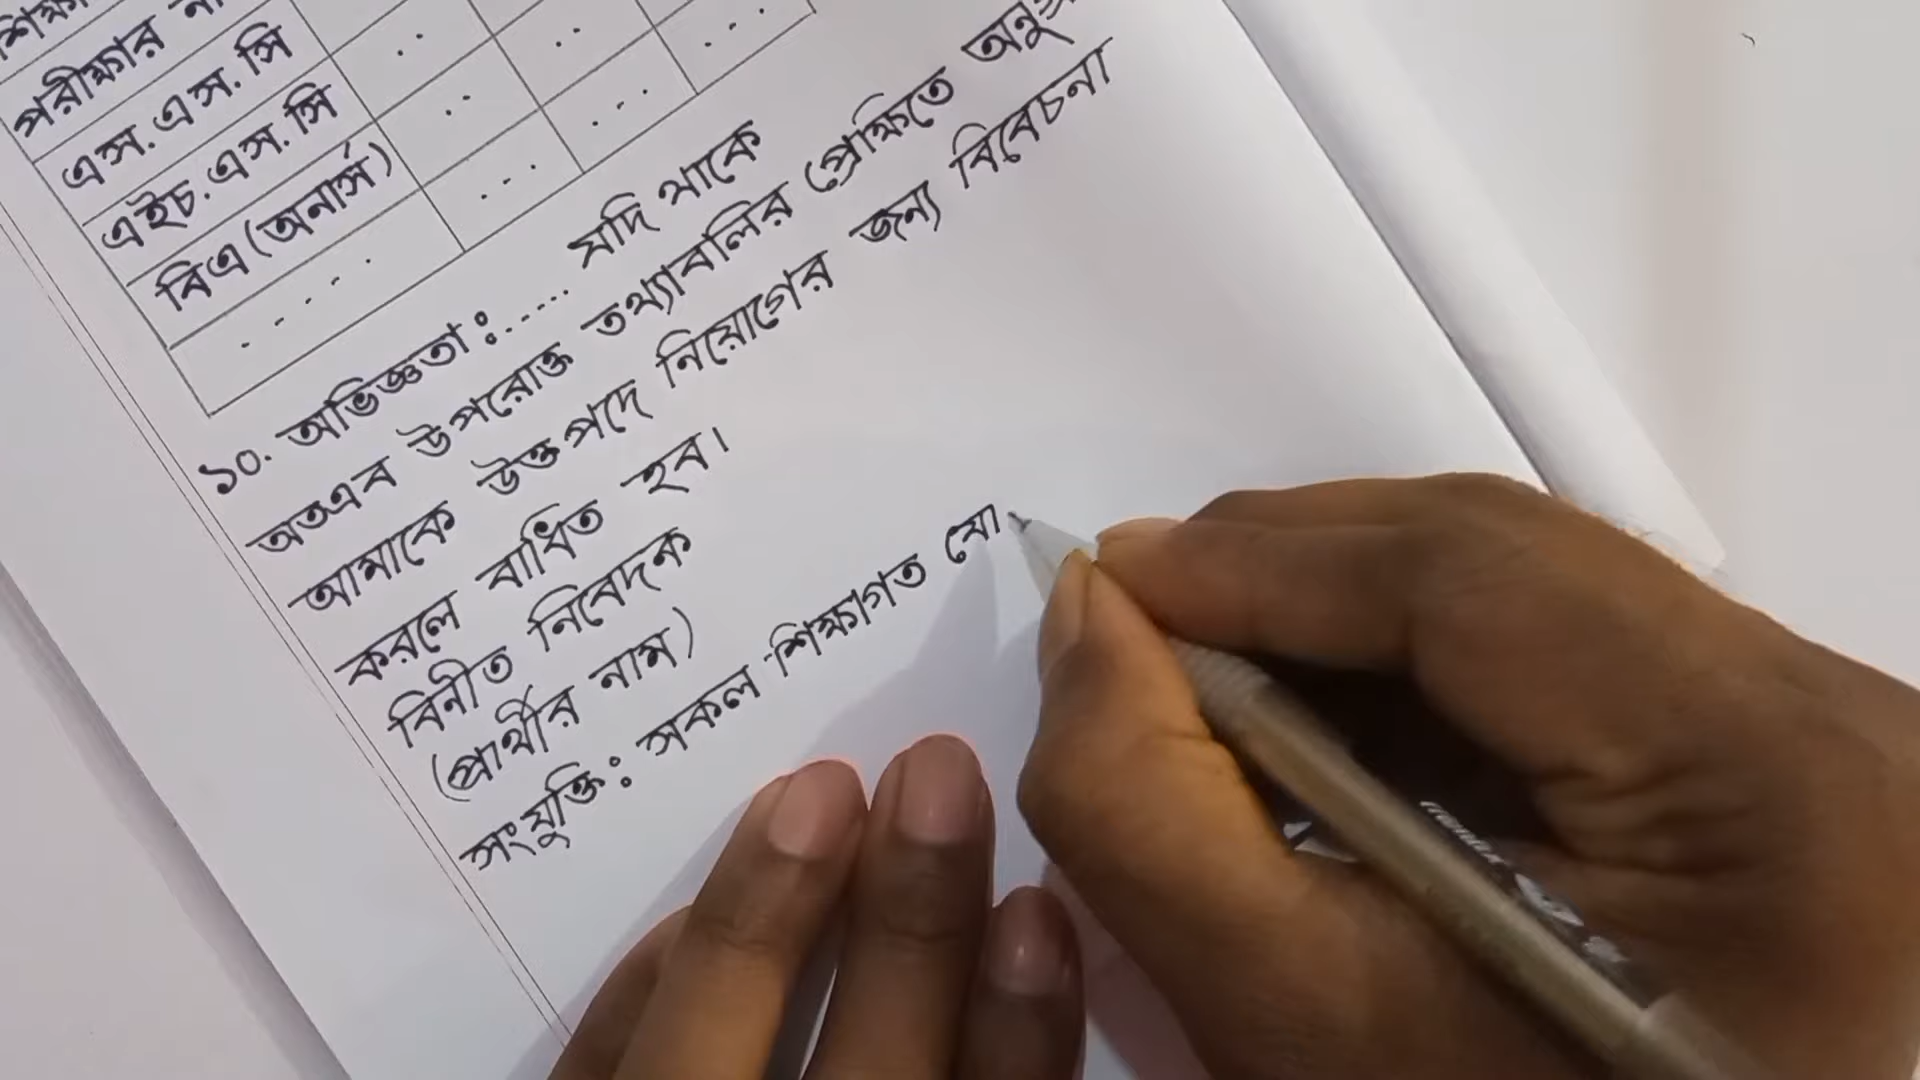 পরীক্ষার
এস. এস. সি
এইচ. এস. সি
বিএ (অনার্স)
১০. অভিজ্ঞতা : ..... যদি থাকে
অতএব উপরোক্ত তথ্যাবলির প্রেক্ষিতে
আমাকে উক্ত পদে নিয়োগের জন্য বিবেচনা
করলে বাধিত হব।
বিনীত নিবেদক
(প্রার্থীর নাম)
সংযুক্তি : সকল শিক্ষাগত যো